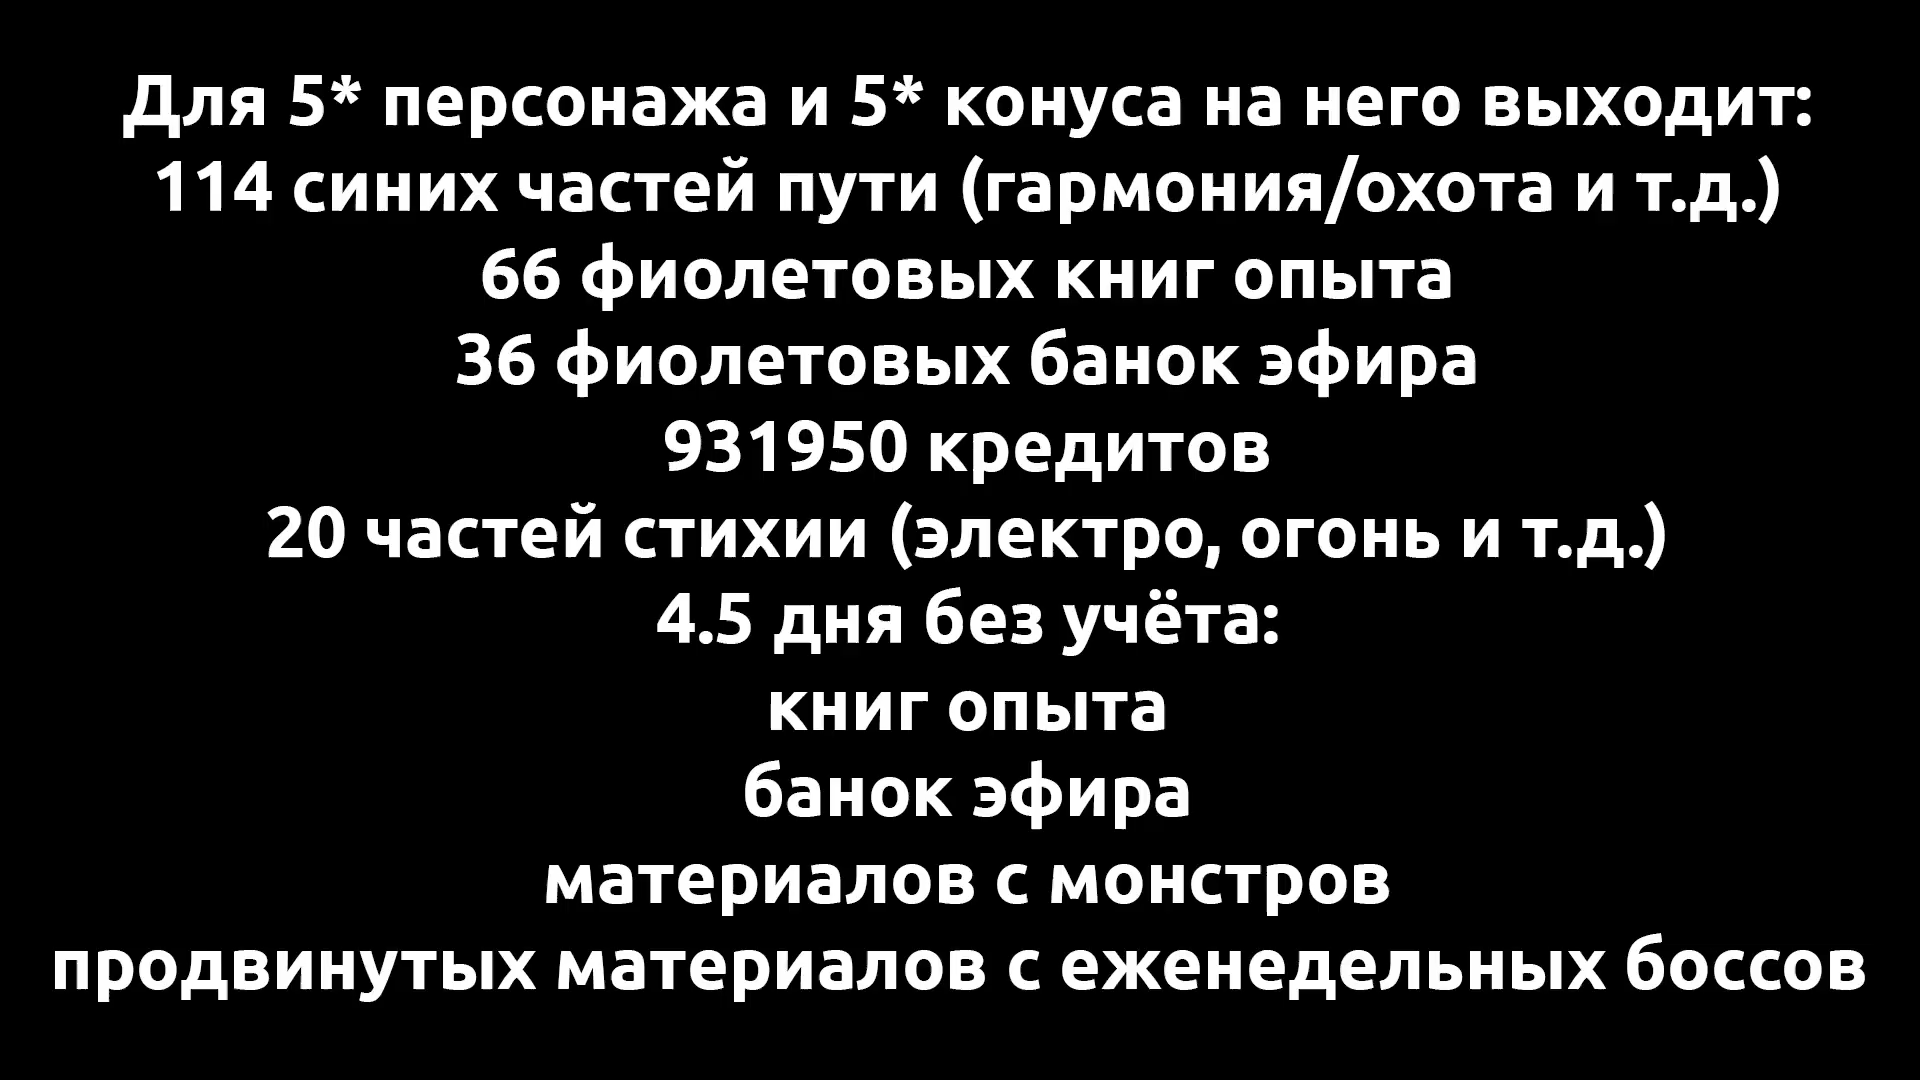 Для 5* персонажа и 5* конуса на него выходит:
114 синих частей пути (гармония/охота и т.д.)
66 фиолетовых книг опыта
36 фиолетовых банок эфира
931950 кредитов
20 частей стихии (электро, огонь и т.д.)
4.5 дня без учёта:
книг опыта
банок эфира
материалов с монстров
продвинутых материалов с еженедельных боссов